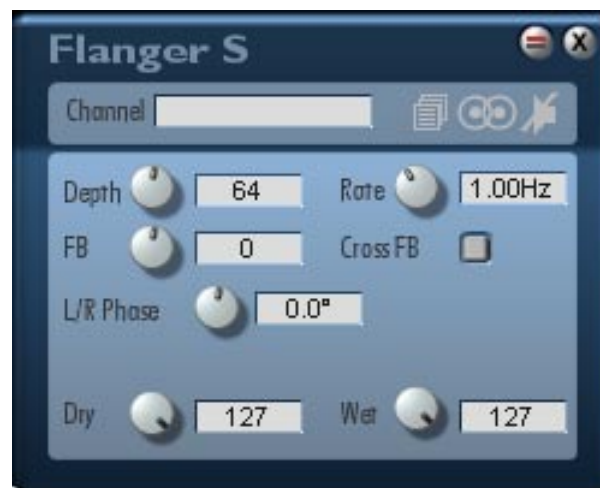 Flanger S
X
Channel
Depth 64 Rate 1.00Hz
FB 0 Cross FB
L/R Phase 0.0°
Dry 127 Wet 127